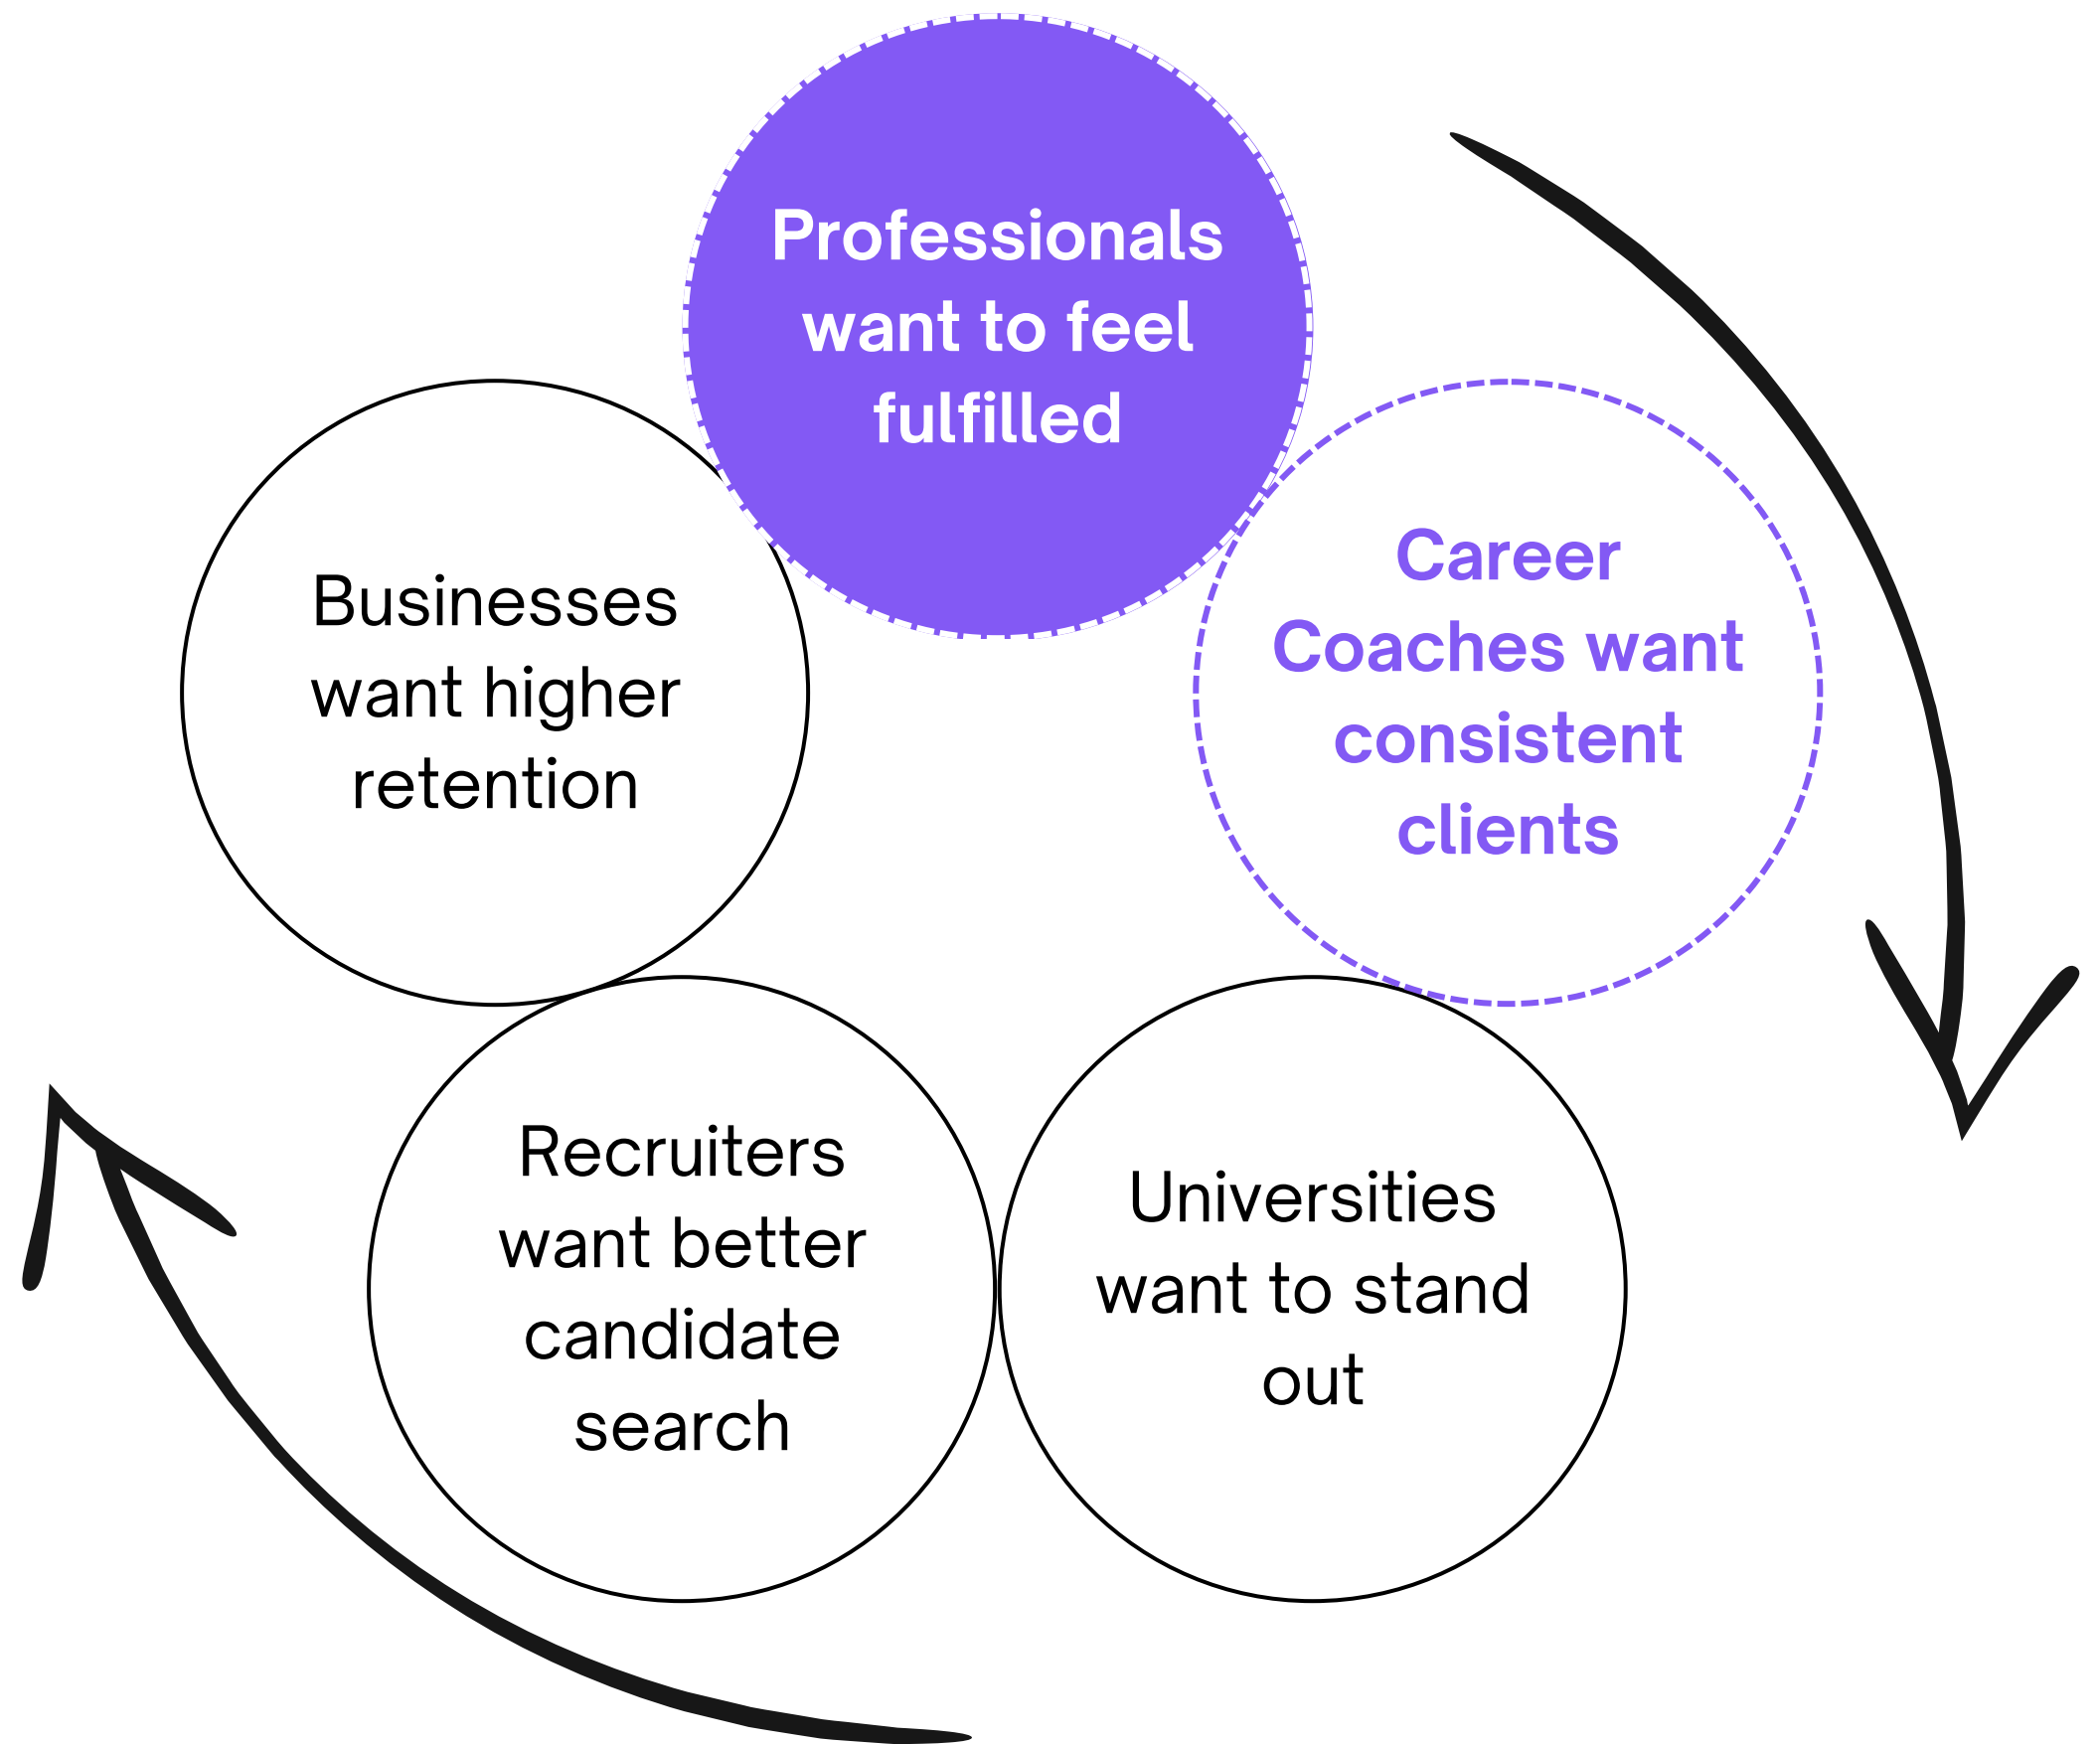 Professionals
want to feel
fulfilled
Career
Coaches want
consistent
clients
Businesses
want higher
retention
Recruiters
want better
candidate
search
Universities
want to stand
out